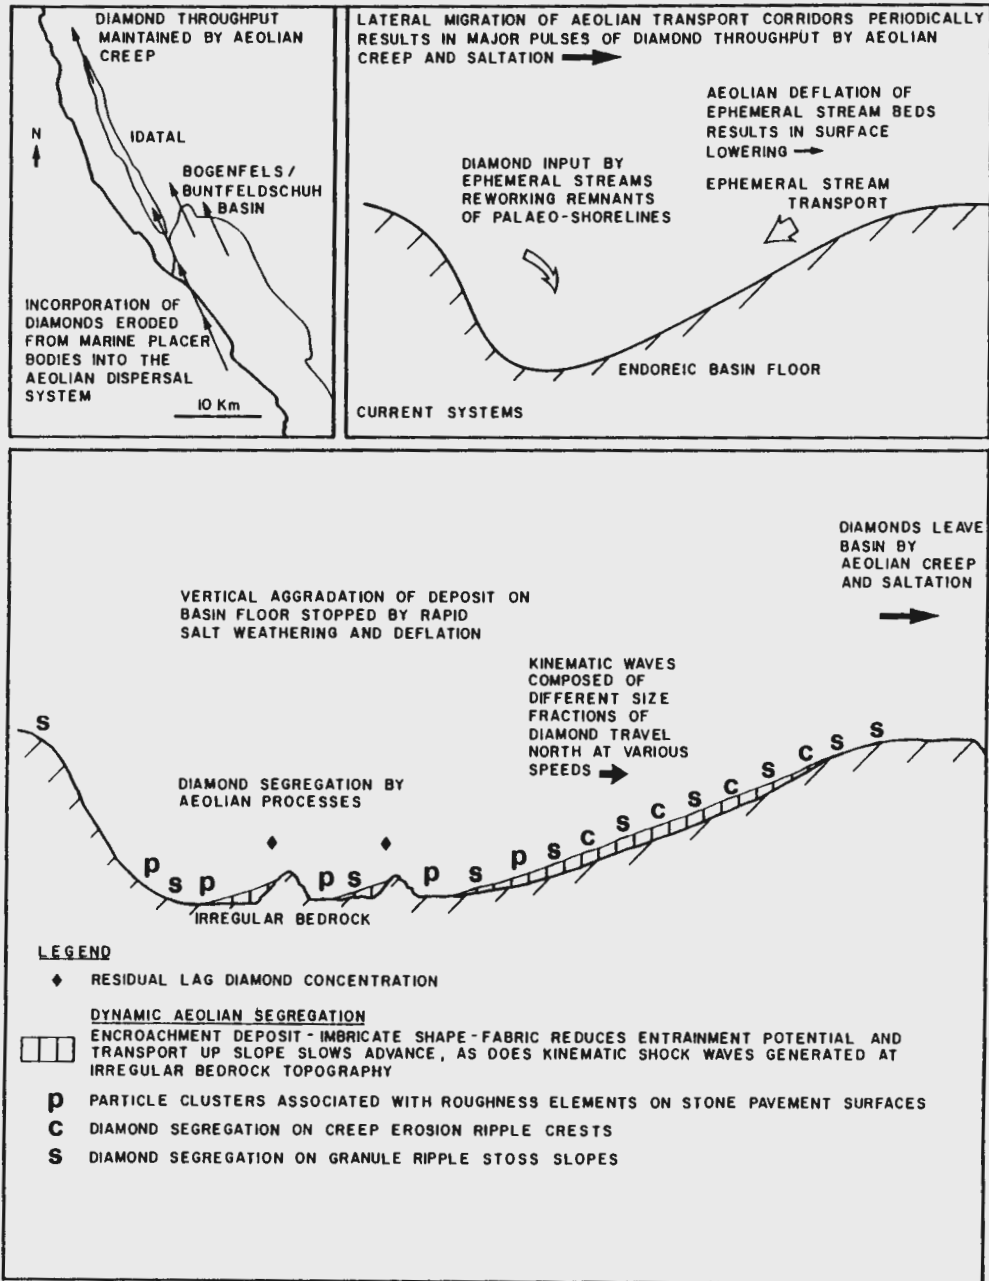 DIAMOND THROUGHPUT
MAINTAINED BY AEOLIAN
CREEP
N
IDATAL
BOGENFELS/
BUNTFELDSCHUH
BASIN
INCORPORATION OF
DIAMONDS ERODED
FROM MARINE PLACER
BODIES INTO THE
AEOLIAN DISPERSAL
SYSTEM
10 Km
LATERAL MIGRATION OF AEOLIAN TRANSPORT CORRIDORS PERIODICALLY
RESULTS IN MAJOR PULSES OF DIAMOND THROUGHPUT BY AEOLIAN
CREEP AND SALTATION
AEOLIAN DEFLATION OF
EPHEMERAL STREAM BEDS
RESULTS IN SURFACE
LOWERING
DIAMOND INPUT BY
EPHEMERAL STREAMS
REWORKING REMNANTS
OF PALAEO-SHORELINES
EPHEMERAL STREAM
TRANSPORT
ENDOREIC BASIN FLOOR
CURRENT SYSTEMS
DIAMONDS LEAVE
BASIN BY
AEOLIAN CREEP
AND SALTATION
VERTICAL AGGRADATION OF DEPOSIT ON
BASIN FLOOR STOPPED BY RAPID
SALT WEATHERING AND DEFLATION
KINEMATIC WAVES
COMPOSED OF
DIFFERENT SIZE
FRACTIONS OF
DIAMOND TRAVEL
NORTH AT VARIOUS
SPEEDS
DIAMOND SEGREGATION BY
AEOLIAN PROCESSES
S
p s p p s p s p s c s c s c s c s s
IRREGULAR BEDROCK
LEGEND
♦ RESIDUAL LAG DIAMOND CONCENTRATION
DYNAMIC AEOLIAN SEGREGATION
ENCROACHMENT DEPOSIT - IMBRICATE SHAPE-FABRIC REDUCES ENTRAINMENT POTENTIAL AND
TRANSPORT UP SLOPE SLOWS ADVANCE, AS DOES KINEMATIC SHOCK WAVES GENERATED AT
IRREGULAR BEDROCK TOPOGRAPHY
p PARTICLE CLUSTERS ASSOCIATED WITH ROUGHNESS ELEMENTS ON STONE PAVEMENT SURFACES
C DIAMOND SEGREGATION ON CREEP EROSION RIPPLE CRESTS
S DIAMOND SEGREGATION ON GRANULE RIPPLE STOSS SLOPES